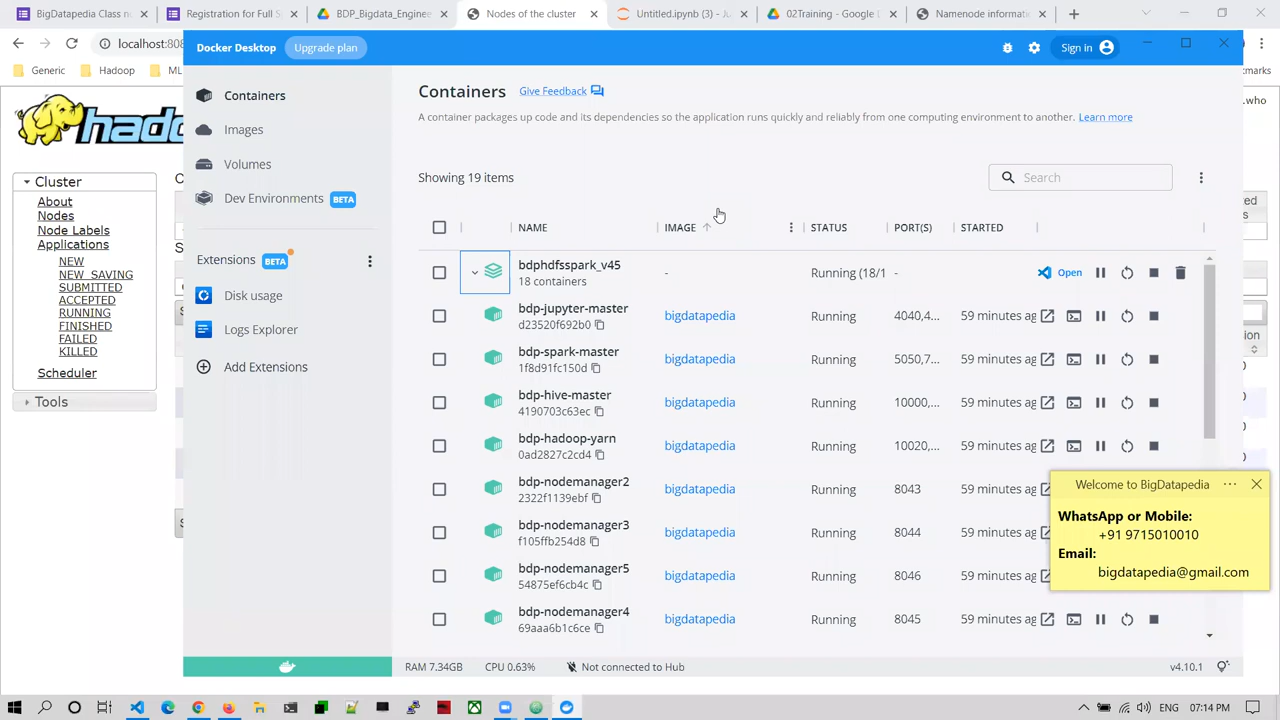 BigDatapedia Class n
Registration for Full S
BDP_Bigdata_Engine
Nodes of the cluster
Untitled.ipynb (3) - Ju
02Training - Google D
Namenode informati
localhost:808
Generic
Hadoop
ML
okmarks
Docker Desktop
Upgrade plan
Sign in
hado
.who
Cluster
About
Nodes
Node Labels
Applications
NEW
NEW_SAVING
SUBMITTED
ACCEPTED
RUNNING
FINISHED
FAILED
KILLED
Scheduler
Tools
Containers
Images
Volumes
Dev Environments BETA
Extensions BETA
Disk usage
Logs Explorer
Add Extensions
Containers Give Feedback
A container packages up code and its dependencies so the application runs quickly and reliably from one computing environment to another. Learn more
Showing 19 items
Search
NAME IMAGE STATUS PORT(S) STARTED
bdphdfsspark_v45 - Running (18/1 - Open
18 containers
bdp-jupyter-master bigdatapedia Running 4040,4... 59 minutes ag
d23520f692b0
bdp-spark-master bigdatapedia Running 5050,7... 59 minutes ag
1f8d91fc150d
bdp-hive-master bigdatapedia Running 10000,... 59 minutes ag
4190703c63ec
bdp-hadoop-yarn bigdatapedia Running 10020,... 59 minutes ag
0ad2827c2cd4
bdp-nodemanager2 bigdatapedia Running 8043 59 minutes ag
2322f1139ebf
bdp-nodemanager3 bigdatapedia Running 8044 59 minutes ag
f105ffb254d8
bdp-nodemanager5 bigdatapedia Running 8046 59 minutes ag
54875ef6cb4c
bdp-nodemanager4 bigdatapedia Running 8045 59 minutes ag
69aaa6b1c6ce
Welcome to BigDatapedia
WhatsApp or Mobile:
+91 9715010010
Email:
bigdatapedia@gmail.com
RAM 7.34GB CPU 0.63% Not connected to Hub v4.10.1
ENG 07:14 PM